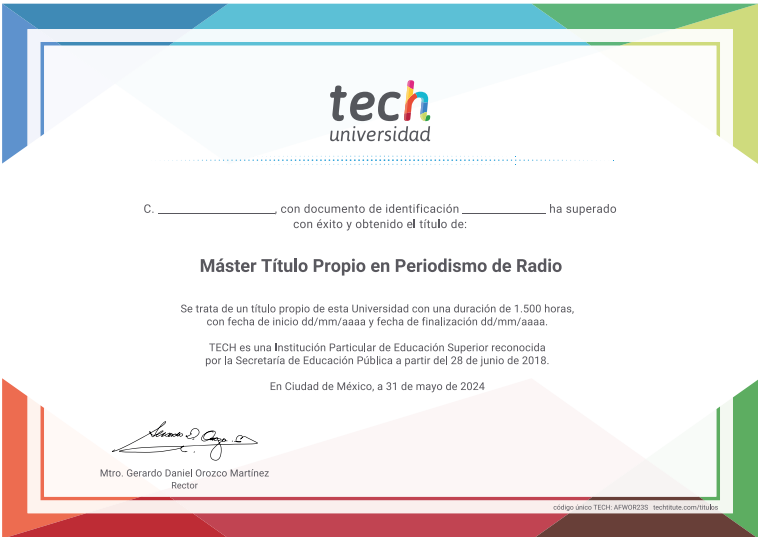 tech
universidad
C. ____________________, con documento de identificación ______________ ha superado
con éxito y obtenido el título de:
Máster Título Propio en Periodismo de Radio
Se trata de un título propio de esta Universidad con una duración de 1.500 horas,
con fecha de inicio dd/mm/aaaa y fecha de finalización dd/mm/aaaa.
TECH es una Institución Particular de Educación Superior reconocida
por la Secretaría de Educación Pública a partir del 28 de junio de 2018.
En Ciudad de México, a 31 de mayo de 2024
Mtro. Gerardo Daniel Orozco Martínez
Rector
código único TECH: AFWOR23S techtitute.com/titulos